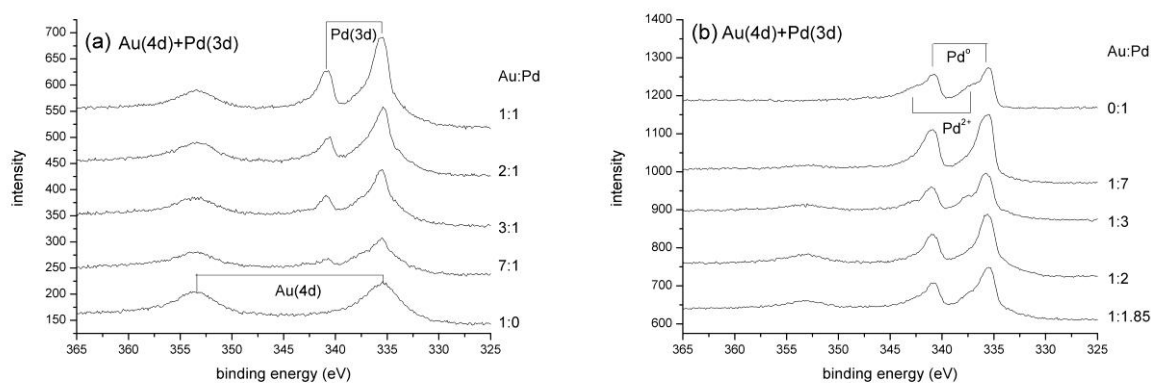 (a) Au(4d)+Pd(3d)
Pd(3d)
Au:Pd
1:1
2:1
3:1
7:1
1:0
Au(4d)
intensity
700
650
600
550
500
450
400
350
300
250
200
150
365 360 355 350 345 340 335 330 325
binding energy (eV)
(b) Au(4d)+Pd(3d)
Pd⁰
Pd²⁺
Au:Pd
0:1
1:7
1:3
1:2
1:1.85
intensity
1400
1300
1200
1100
1000
900
800
700
600
365 360 355 350 345 340 335 330 325
binding energy (eV)